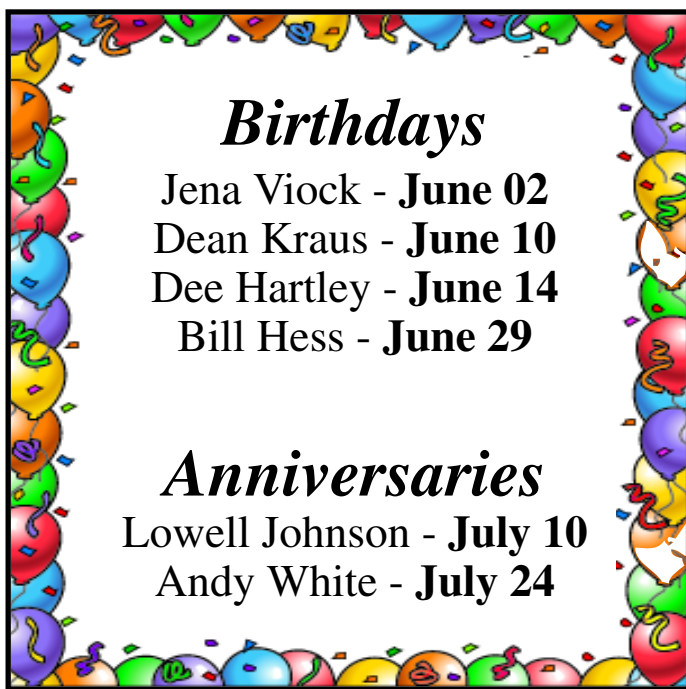 Birthdays
Jena Viock - June 02
Dean Kraus - June 10
Dee Hartley - June 14
Bill Hess - June 29
Anniversaries
Lowell Johnson - July 10
Andy White - July 24